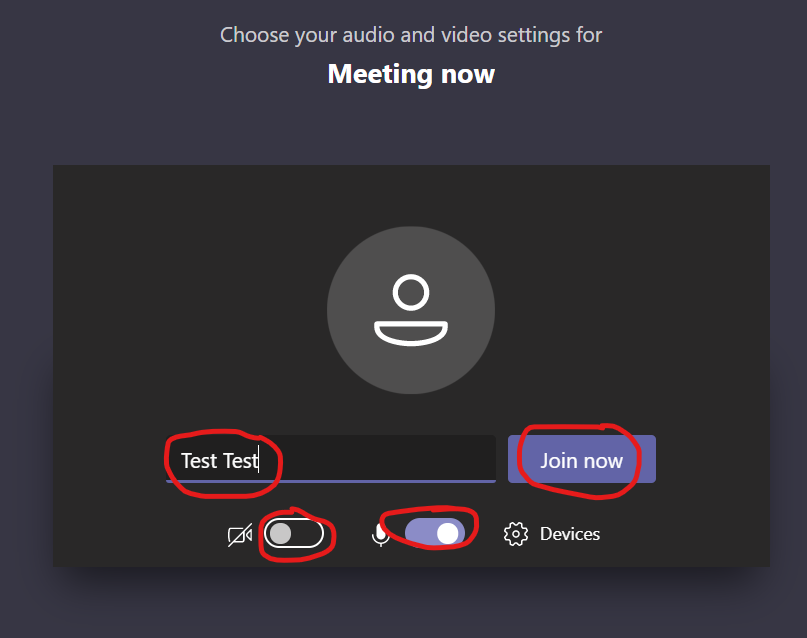 Choose your audio and video settings for
Meeting now
Test Test
Join now
Devices